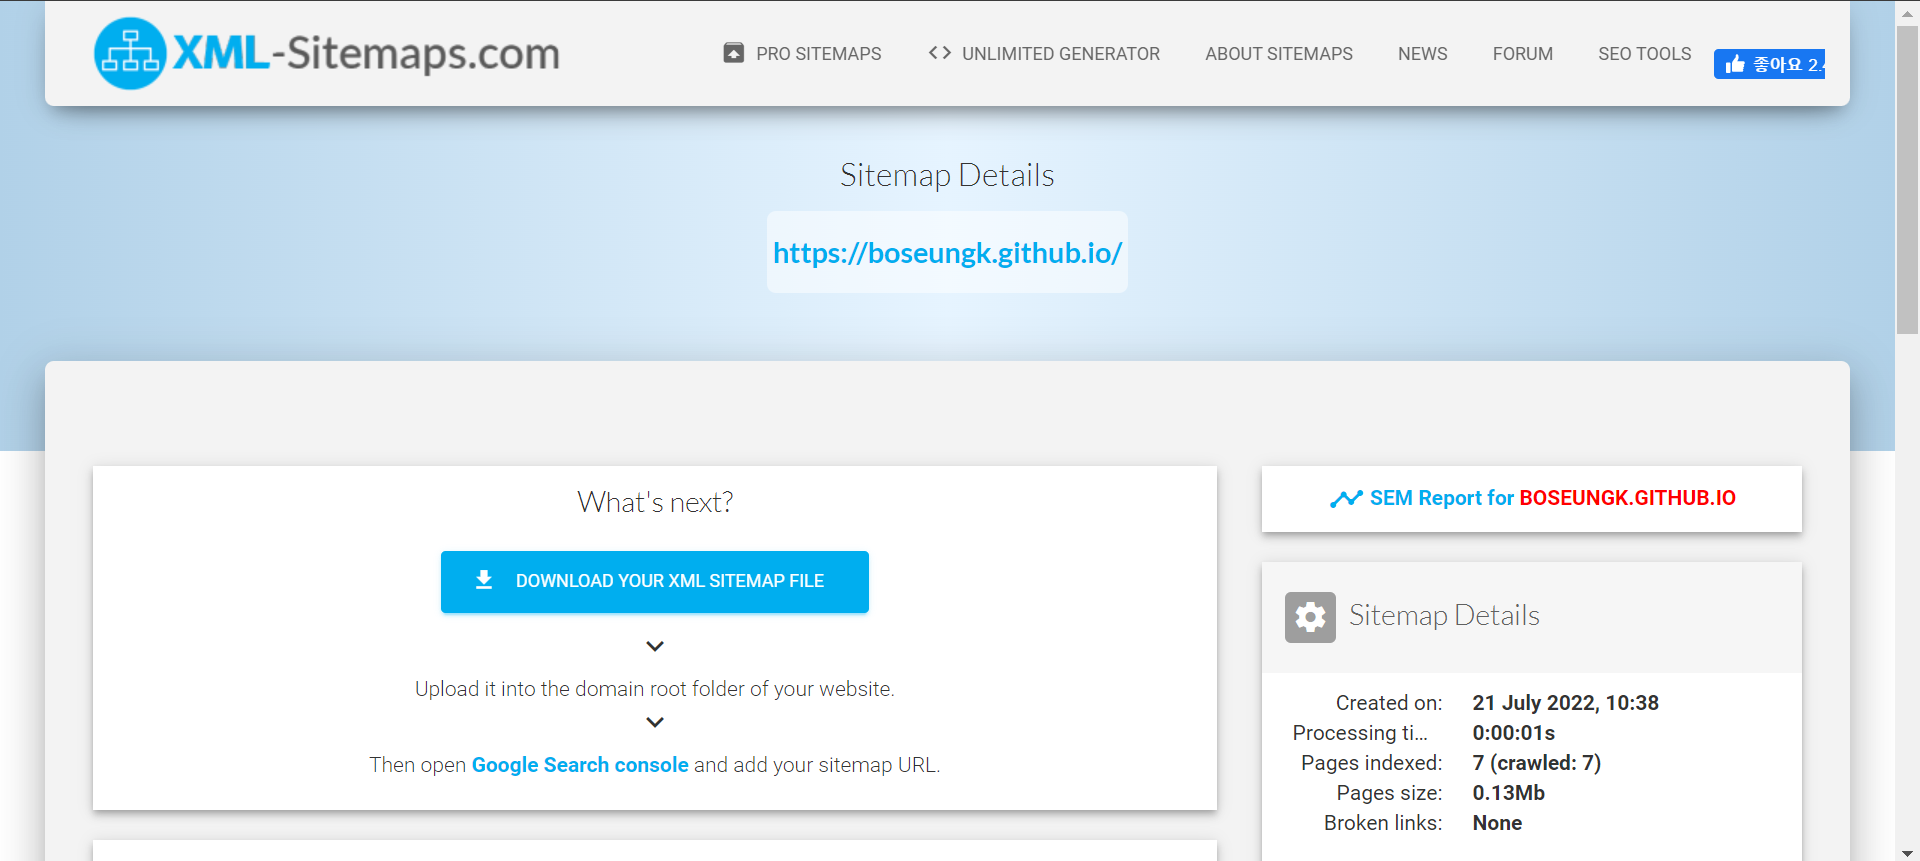 XML-Sitemaps.com
PRO SITEMAPS
UNLIMITED GENERATOR
ABOUT SITEMAPS
NEWS
FORUM
SEO TOOLS
좋아요
Sitemap Details
https://boseungk.github.io/
What's next?
DOWNLOAD YOUR XML SITEMAP FILE
Upload it into the domain root folder of your website.
Then open Google Search console and add your sitemap URL.
SEM Report for BOSEUNGK.GITHUB.IO
Sitemap Details
Created on: 21 July 2022, 10:38
Processing ti... 0:00:01s
Pages indexed: 7 (crawled: 7)
Pages size: 0.13Mb
Broken links: None